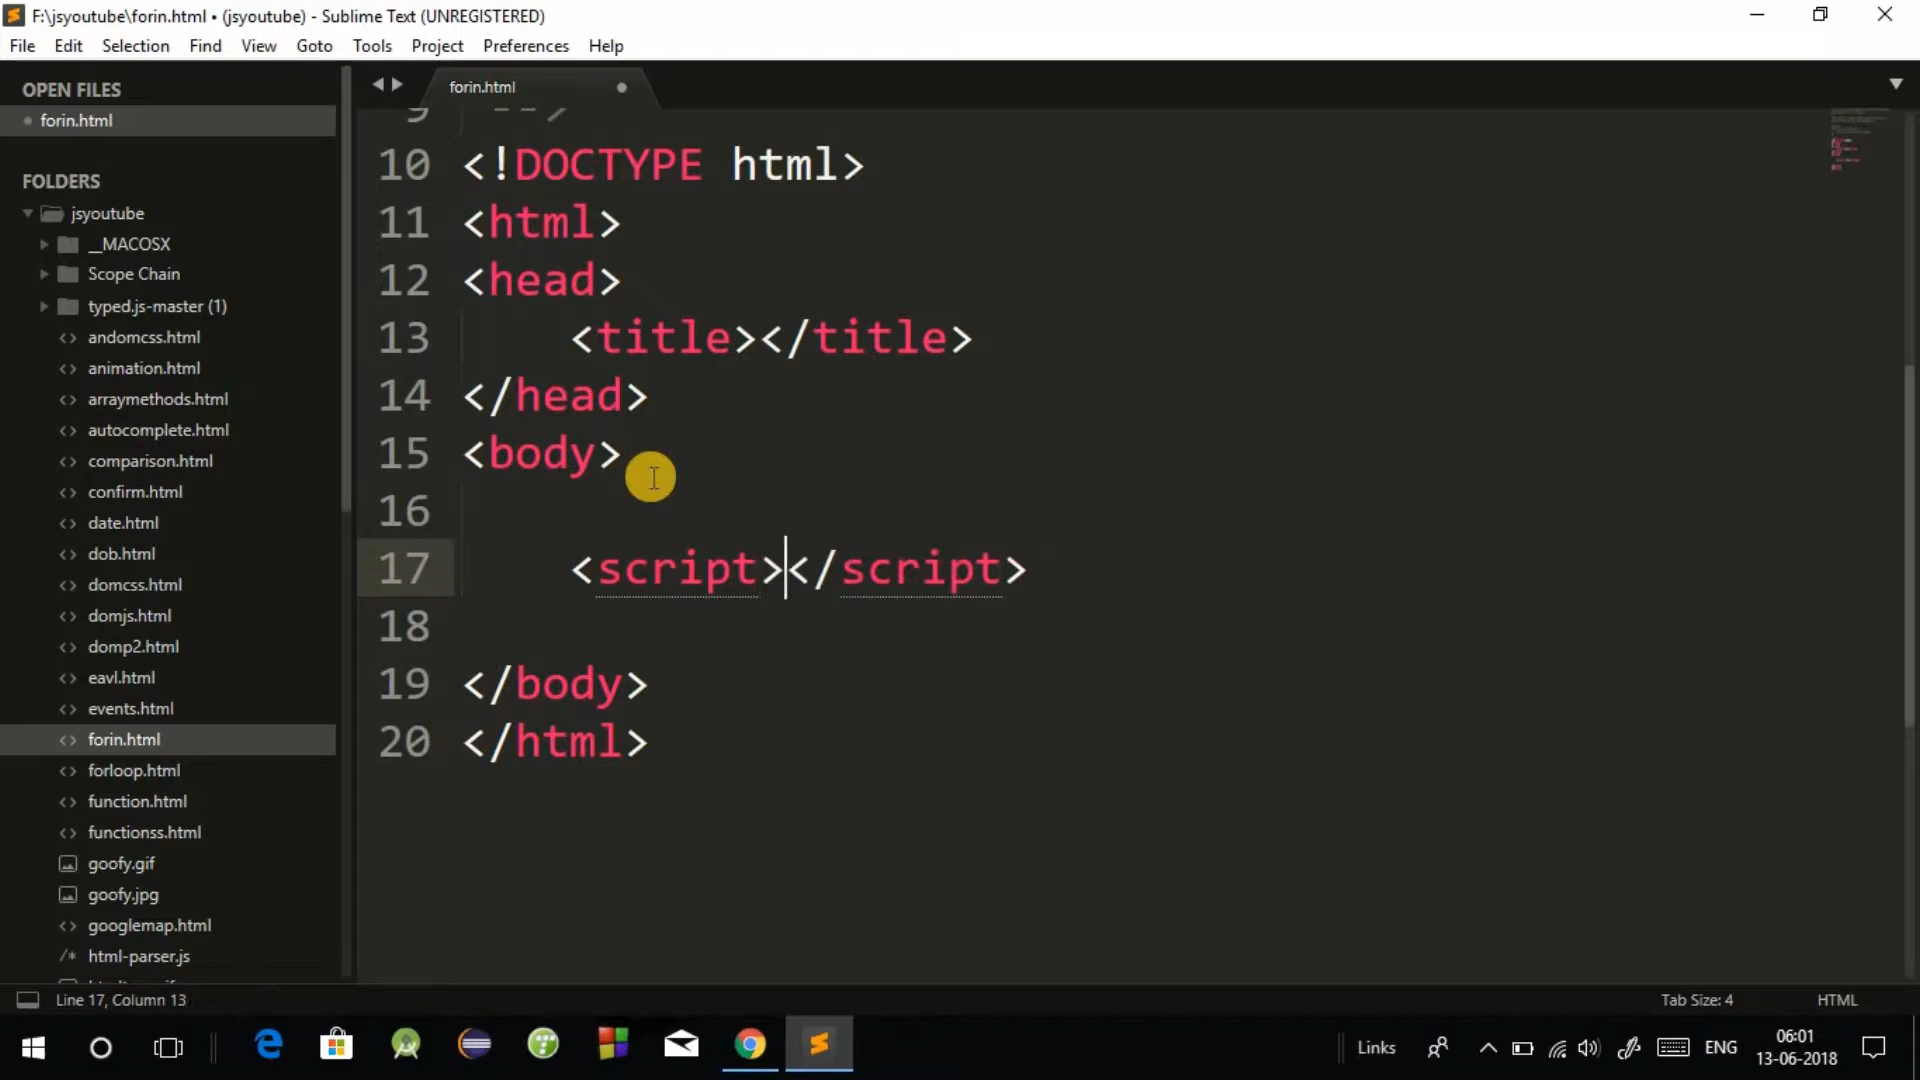 F:\jsyoutube\forin.html • (jsyoutube) - Sublime Text (UNREGISTERED)
File Edit Selection Find View Goto Tools Project Preferences Help
OPEN FILES
forin.html
FOLDERS
jsyoutube
__MACOSX
Scope Chain
typed.js-master (1)
andomcss.html
animation.html
arraymethods.html
autocomplete.html
comparison.html
confirm.html
date.html
dob.html
domcss.html
domjs.html
domp2.html
eavl.html
events.html
forin.html
forloop.html
function.html
functionss.html
goofy.gif
goofy.jpg
googlemap.html
/* html-parser.js
forin.html
9 -->
10 <!DOCTYPE html>
11 <html>
12 <head>
13 <title></title>
14 </head>
15 <body>
16
17 <script></script>
18
19 </body>
20 </html>
Line 17, Column 13
Tab Size: 4
HTML
Links
ENG
06:01
13-06-2018